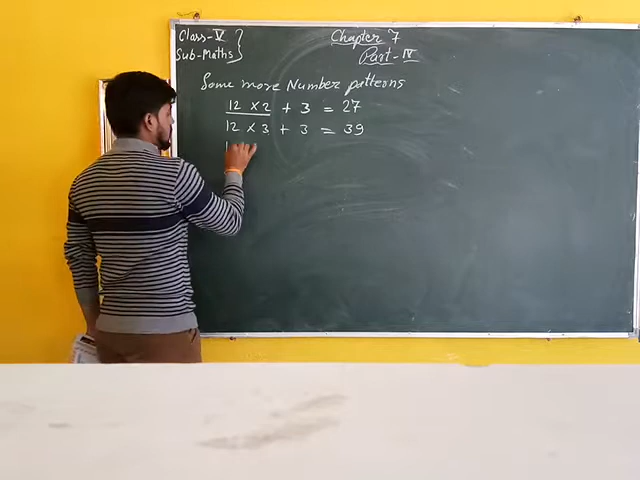 Class-V
Sub-Maths
Chapter 7
Part-IV
Some more Number patterns
12 × 2 + 3 = 27
12 × 3 + 3 = 39
1